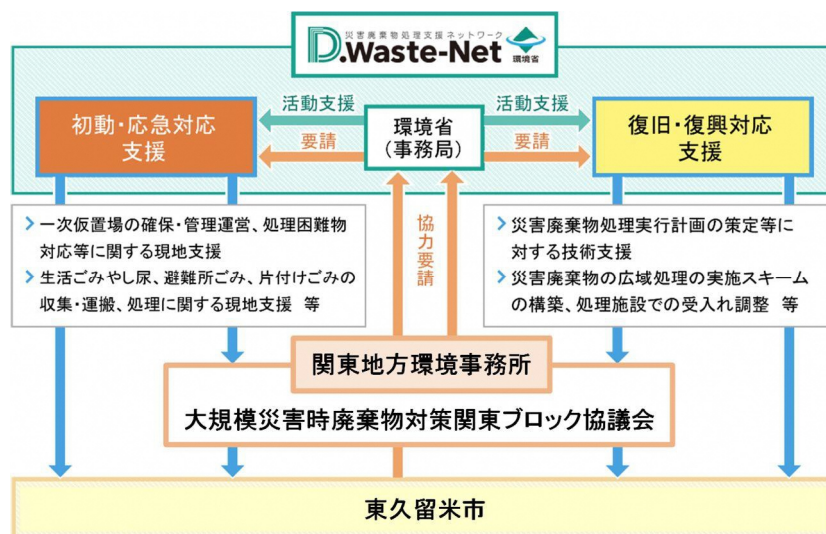 災害廃棄物処理支援ネットワーク
D.Waste-Net
環境省
活動支援
活動支援
初動・応急対応
支援
環境省
(事務局)
復旧・復興対応
支援
要請
要請
一次仮置場の確保・管理運営、処理困難物
対応等に関する現地支援
生活ごみやし尿、避難所ごみ、片付けごみの
収集・運搬、処理に関する現地支援 等
協力要請
災害廃棄物処理実行計画の策定等に
対する技術支援
災害廃棄物の広域処理の実施スキーム
の構築、処理施設での受入れ調整 等
関東地方環境事務所
大規模災害時廃棄物対策関東ブロック協議会
東久留米市